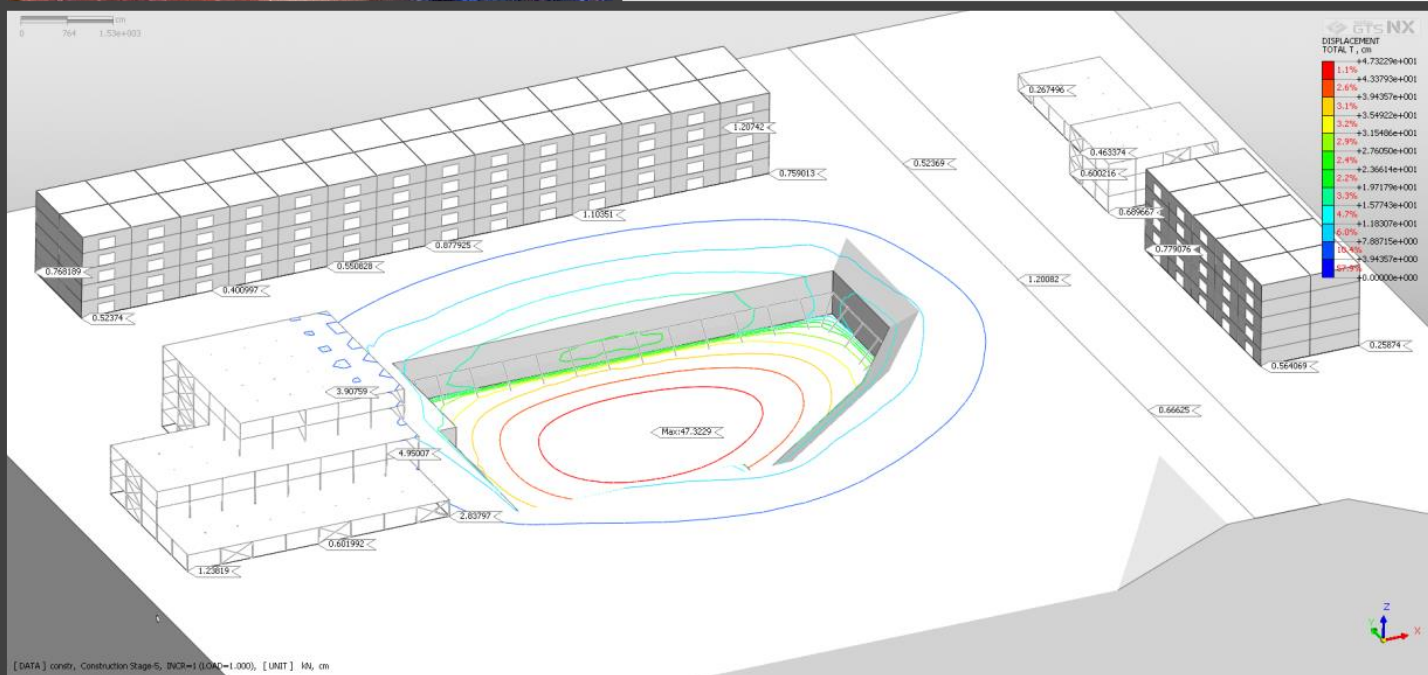 cm
0 764 1.53e+003
GTS NX
DISPLACEMENT
TOTAL T , cm
+4.73229e+001
1.1%
+4.33793e+001
2.6%
+3.94357e+001
3.1%
+3.54922e+001
3.2%
+3.15486e+001
2.9%
+2.76050e+001
2.4%
+2.36614e+001
2.2%
+1.97179e+001
3.3%
+1.57743e+001
4.7%
+1.18307e+001
6.0%
+7.88715e+000
10.4%
+3.94357e+000
57.9%
+0.00000e+000
0.267496
1.20742
0.52369
0.463374
0.759013
0.600216
0.689667
1.10351
0.877925
0.779076
0.550828
0.768189
1.20082
0.400997
0.52374
0.25874
0.564069
3.90759
0.66625
Max:47.3229
4.95007
2.83797
0.601992
1.23819
Z
Y
X
[ DATA ] constr, Construction Stage-5, INCR=1 (LOAD=1.000), [ UNIT ] kN, cm